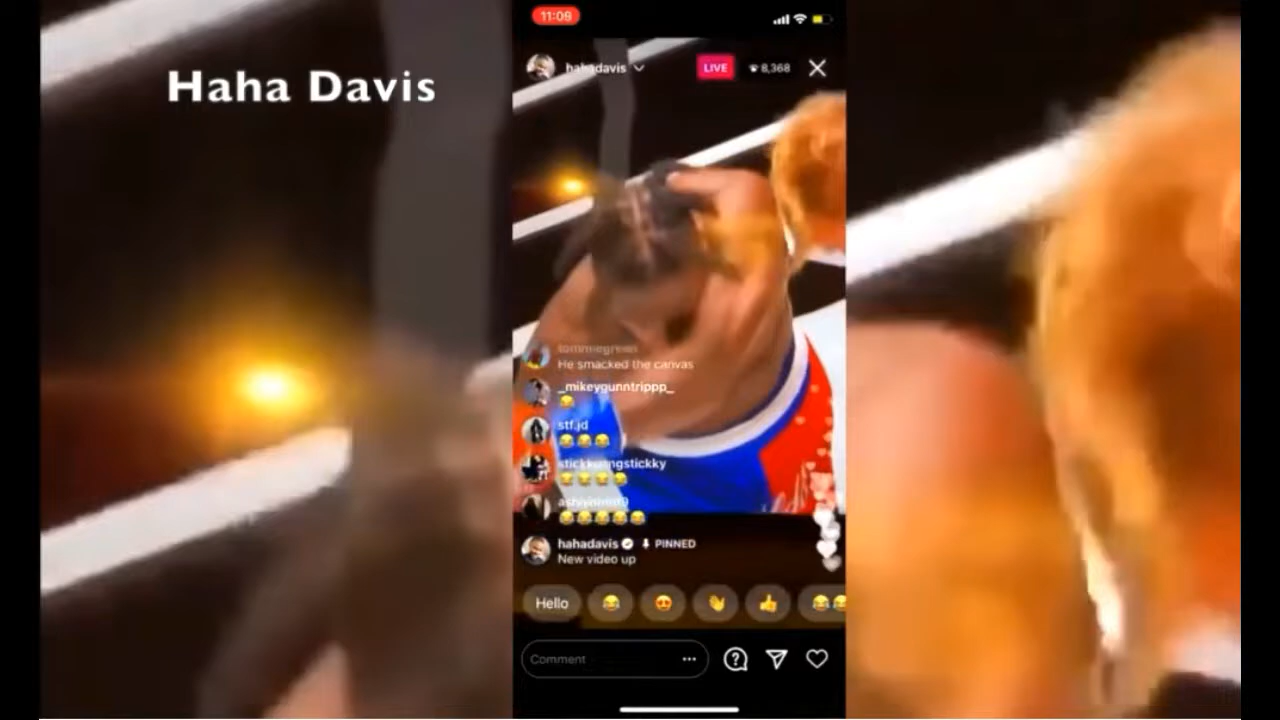 Haha Davis
11:09
hahadavis
LIVE
8,368
He smacked the canvas
_mikeygunntrippp_
stf.jd
hahadavis PINNED
New video up
Hello
Comment